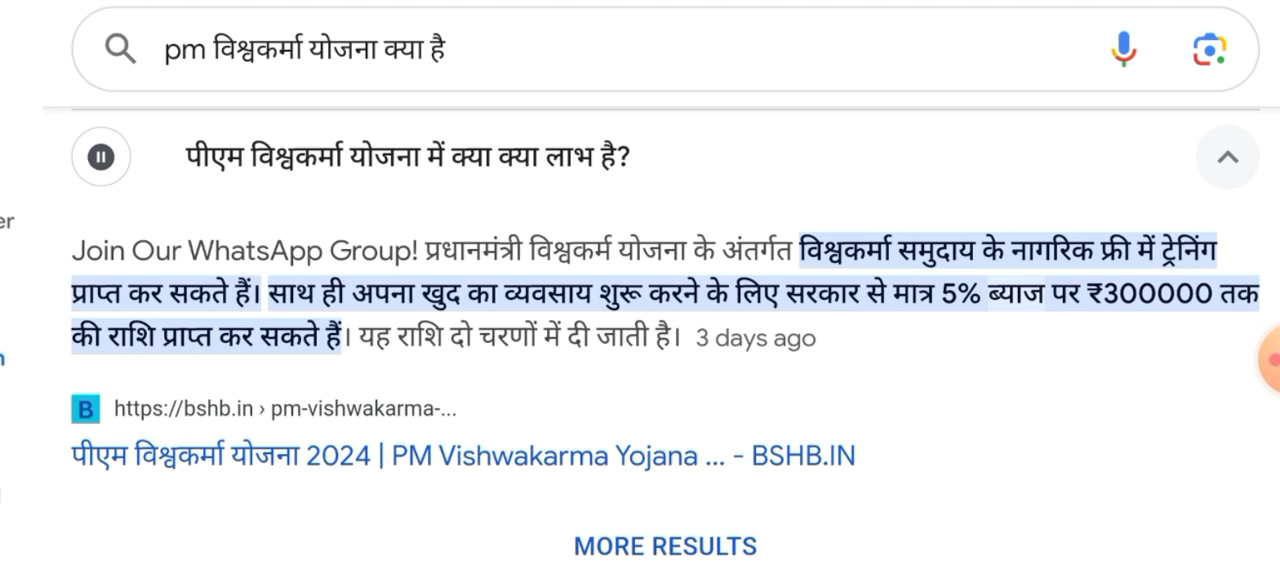 pm विश्वकर्मा योजना क्या है
पीएम विश्वकर्मा योजना में क्या क्या लाभ है?
er
Join Our WhatsApp Group! प्रधानमंत्री विश्वकर्म योजना के अंतर्गत विश्वकर्मा समुदाय के नागरिक फ्री में ट्रेनिंग
प्राप्त कर सकते हैं। साथ ही अपना खुद का व्यवसाय शुरू करने के लिए सरकार से मात्र 5% ब्याज पर ₹300000 तक
की राशि प्राप्त कर सकते हैं। यह राशि दो चरणों में दी जाती है। 3 days ago
B https://bshb.in › pm-vishwakarma-...
पीएम विश्वकर्मा योजना 2024 | PM Vishwakarma Yojana ... - BSHB.IN
MORE RESULTS